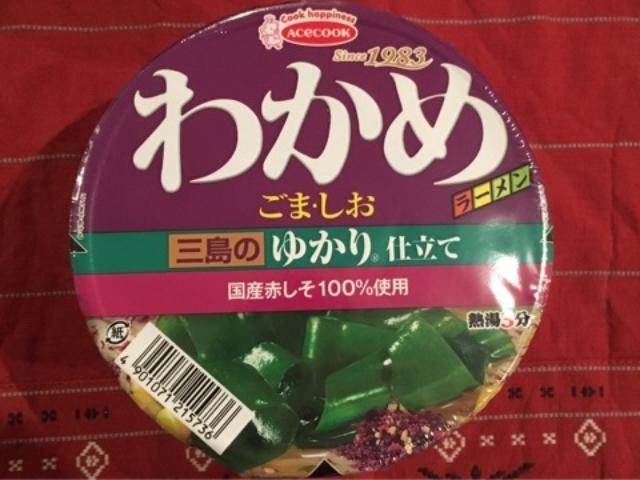 Cook happiness
ACECOOK
Since 1983
わかめ
ラーメン
ごま・しお
三島の ゆかり® 仕立て
国産赤しそ100%使用
熱湯3分
紙
4 901071 215736